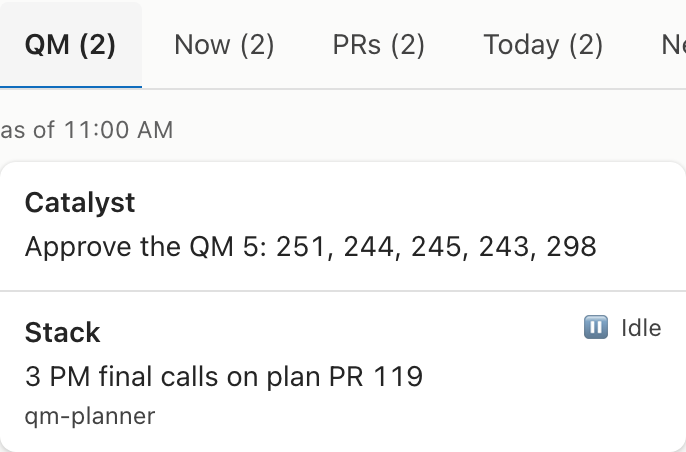 QM (2) Now (2) PRs (2) Today (2)
as of 11:00 AM
Catalyst
Approve the QM 5: 251, 244, 245, 243, 298
Stack
Idle
3 PM final calls on plan PR 119
qm-planner